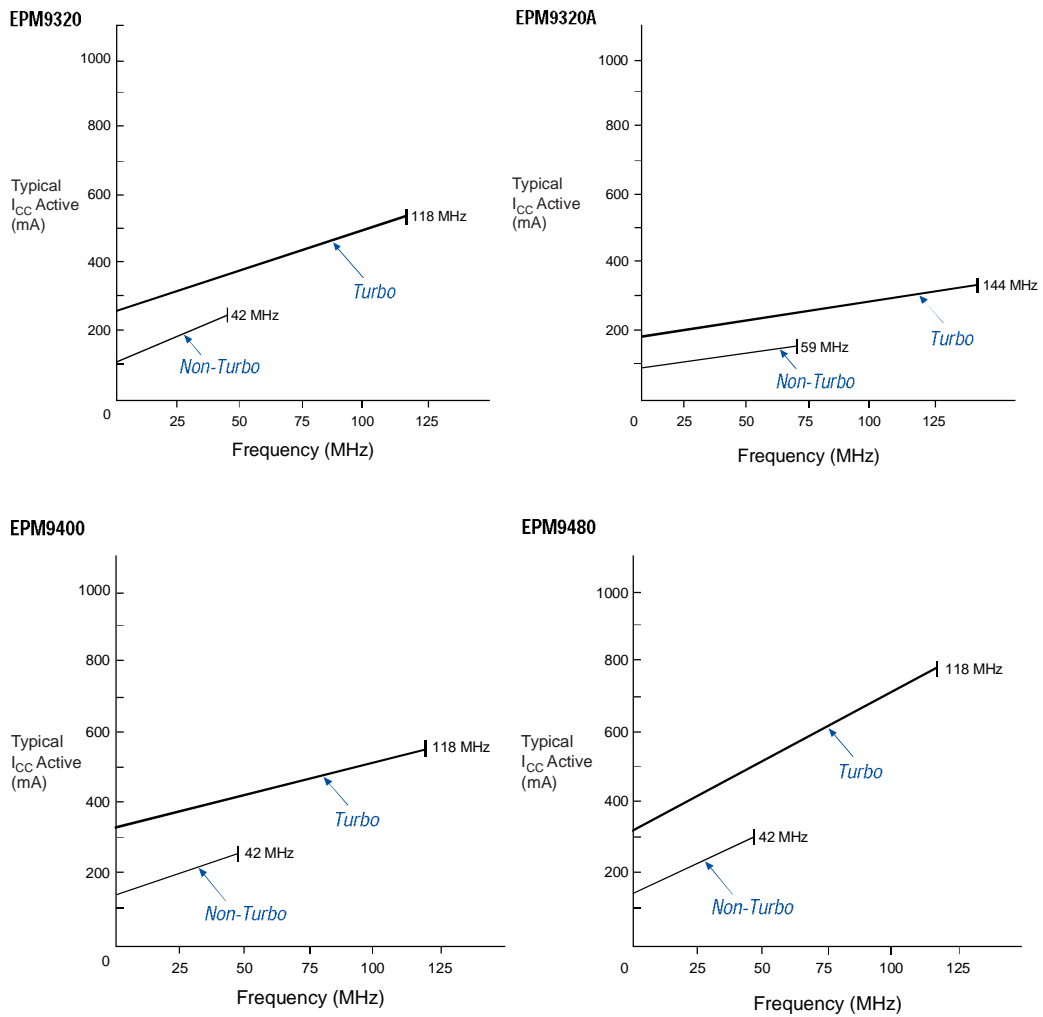 EPM9320
1000
800
600
400
200
0
Typical
ICC Active
(mA)
118 MHz
Turbo
42 MHz
Non-Turbo
25
50
75
100
125
Frequency (MHz)
EPM9320A
1000
800
600
400
200
0
Typical
ICC Active
(mA)
144 MHz
Turbo
59 MHz
Non-Turbo
25
50
75
100
125
Frequency (MHz)
EPM9400
1000
800
600
400
200
0
Typical
ICC Active
(mA)
118 MHz
Turbo
42 MHz
Non-Turbo
25
50
75
100
125
Frequency (MHz)
EPM9480
1000
800
600
400
200
0
Typical
ICC Active
(mA)
118 MHz
Turbo
42 MHz
Non-Turbo
25
50
75
100
125
Frequency (MHz)